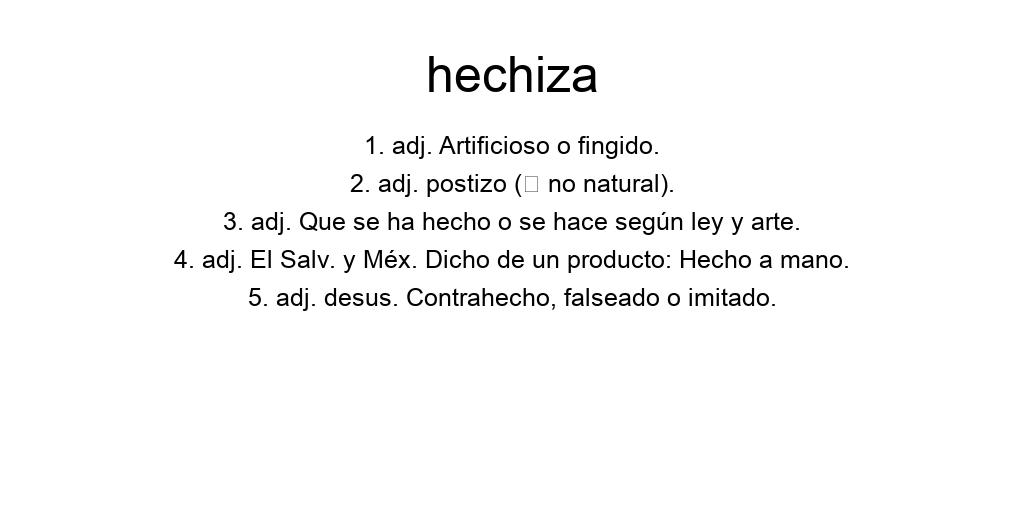 hechiza
1. adj. Artificioso o fingido.
2. adj. postizo (□ no natural).
3. adj. Que se ha hecho o se hace según ley y arte.
4. adj. El Salv. y Méx. Dicho de un producto: Hecho a mano.
5. adj. desus. Contrahecho, falseado o imitado.